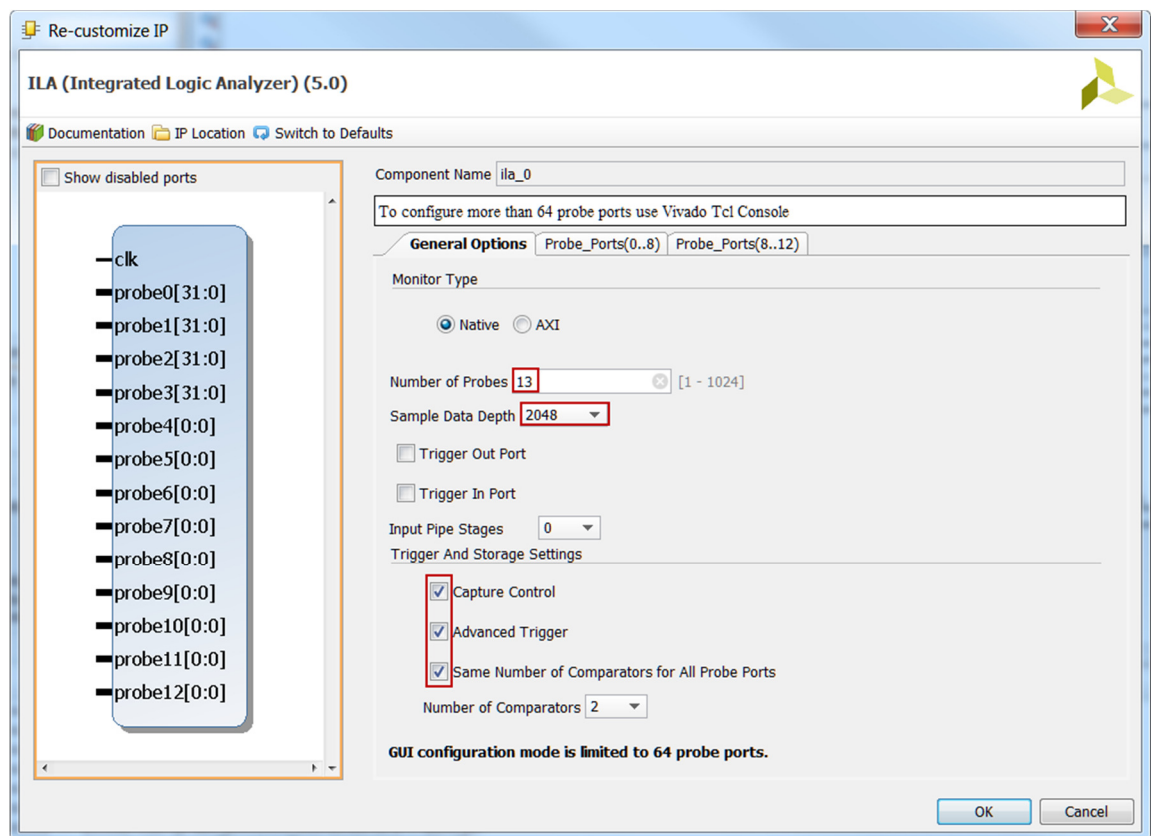 Re-customize IP
X
ILA (Integrated Logic Analyzer) (5.0)
Documentation IP Location Switch to Defaults
Show disabled ports
clk
probe0[31:0]
probe1[31:0]
probe2[31:0]
probe3[31:0]
probe4[0:0]
probe5[0:0]
probe6[0:0]
probe7[0:0]
probe8[0:0]
probe9[0:0]
probe10[0:0]
probe11[0:0]
probe12[0:0]
Component Name ila_0
To configure more than 64 probe ports use Vivado Tcl Console
General Options Probe_Ports(0..8) Probe_Ports(8..12)
Monitor Type
Native AXI
Number of Probes 13 [1 - 1024]
Sample Data Depth 2048
Trigger Out Port
Trigger In Port
Input Pipe Stages 0
Trigger And Storage Settings
Capture Control
Advanced Trigger
Same Number of Comparators for All Probe Ports
Number of Comparators 2
GUI configuration mode is limited to 64 probe ports.
OK Cancel